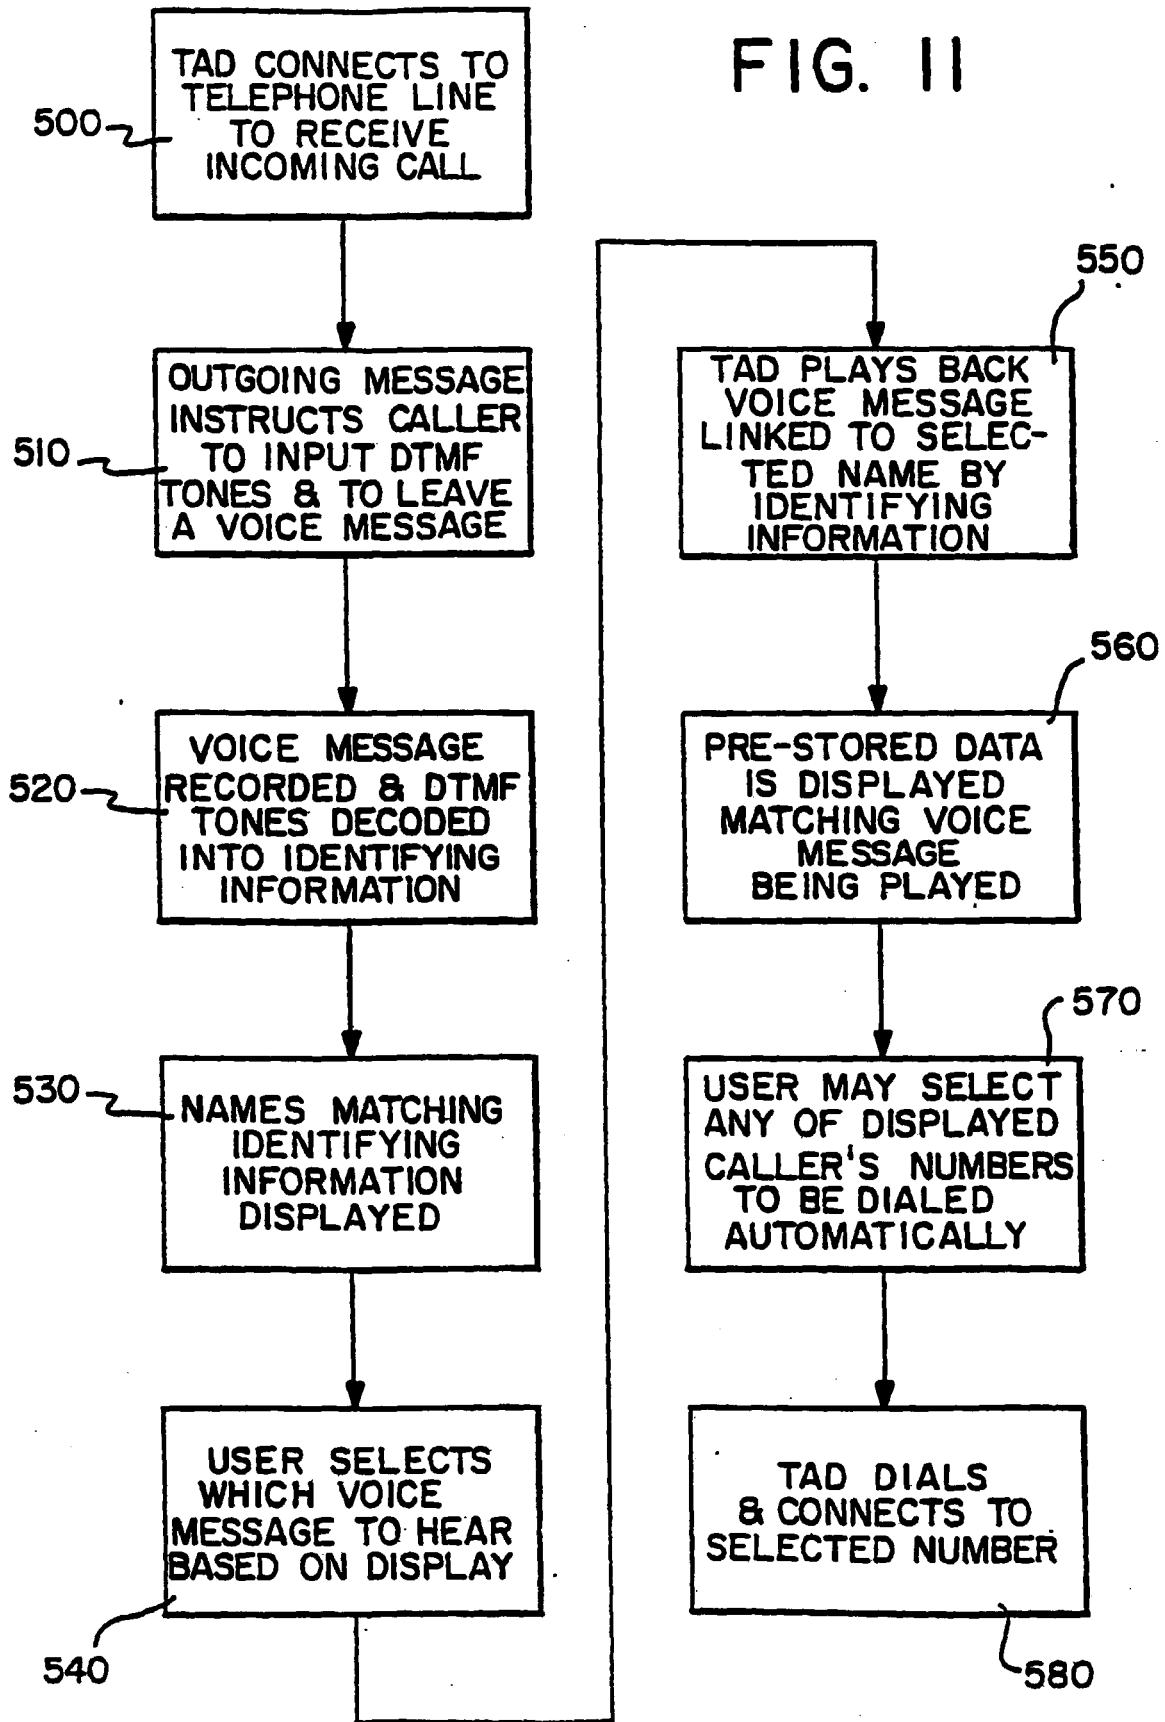 FIG. 11
500
TAD CONNECTS TO
TELEPHONE LINE
TO RECEIVE
INCOMING CALL
510
OUTGOING MESSAGE
INSTRUCTS CALLER
TO INPUT DTMF
TONES & TO LEAVE
A VOICE MESSAGE
520
VOICE MESSAGE
RECORDED & DTMF
TONES DECODED
INTO IDENTIFYING
INFORMATION
530
NAMES MATCHING
IDENTIFYING
INFORMATION
DISPLAYED
USER SELECTS
WHICH VOICE
MESSAGE TO HEAR
BASED ON DISPLAY
540
550
TAD PLAYS BACK
VOICE MESSAGE
LINKED TO SELEC-
TED NAME BY
IDENTIFYING
INFORMATION
560
PRE-STORED DATA
IS DISPLAYED
MATCHING VOICE
MESSAGE
BEING PLAYED
570
USER MAY SELECT
ANY OF DISPLAYED
CALLER'S NUMBERS
TO BE DIALED
AUTOMATICALLY
TAD DIALS
& CONNECTS TO
SELECTED NUMBER
580